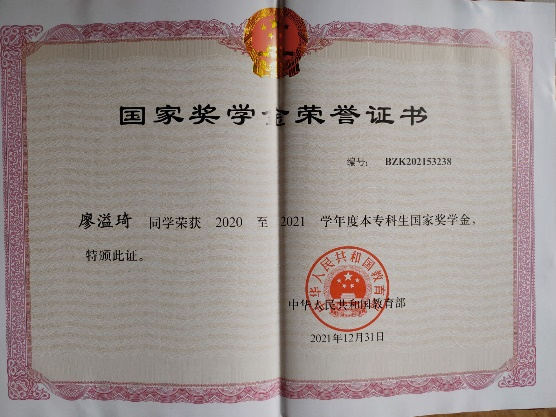 国家奖学金荣誉证书
编号： BZK202153238
廖溢琦 同学荣获 2020 至 2021 学年度本专科生国家奖学金，
特颁此证。
中华人民共和国教育部
中华人民共和国教育部
2021年12月31日